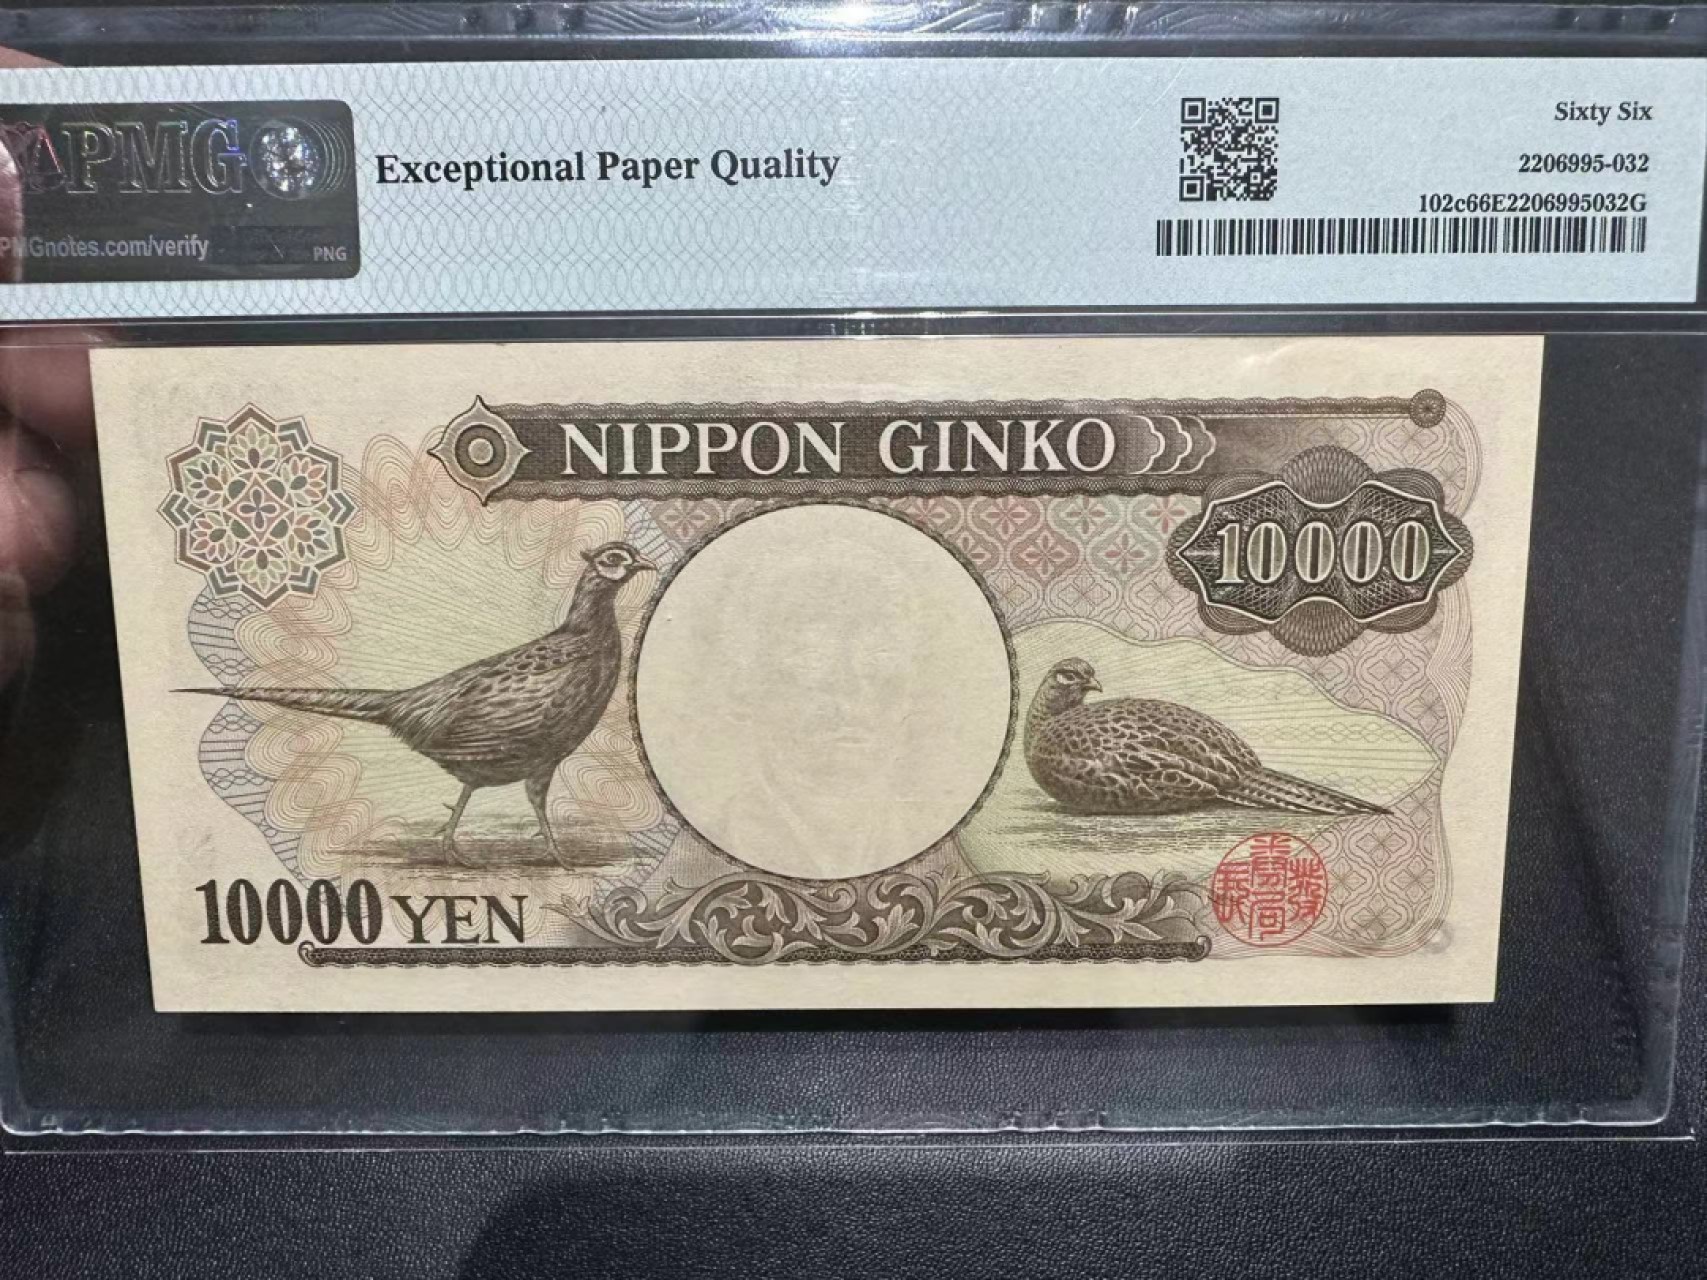 PMG
PMGnotes.com/verify
PNG
Exceptional Paper Quality
Sixty Six
2206995-032
102c66E2206995032G
NIPPON GINKO
10000
10000 YEN